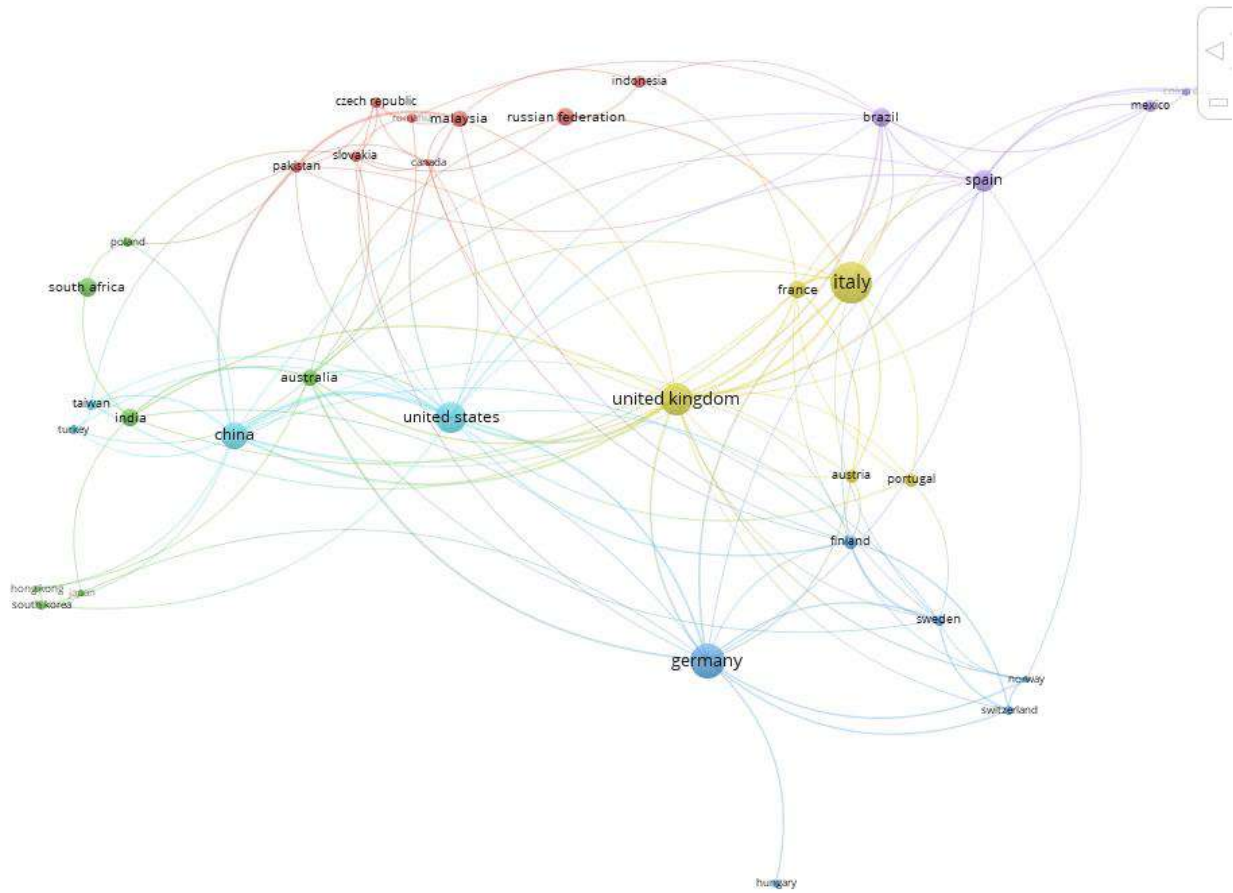 indonesia
czech republic
malaysia
russian federation
brazil
mexico
slovakia
canada
pakistan
spain
poland
south africa
france
italy
australia
united kingdom
taiwan
india
united states
turkey
china
austria
portugal
finland
hong kong
japan
south korea
sweden
germany
norway
switzerland
hungary